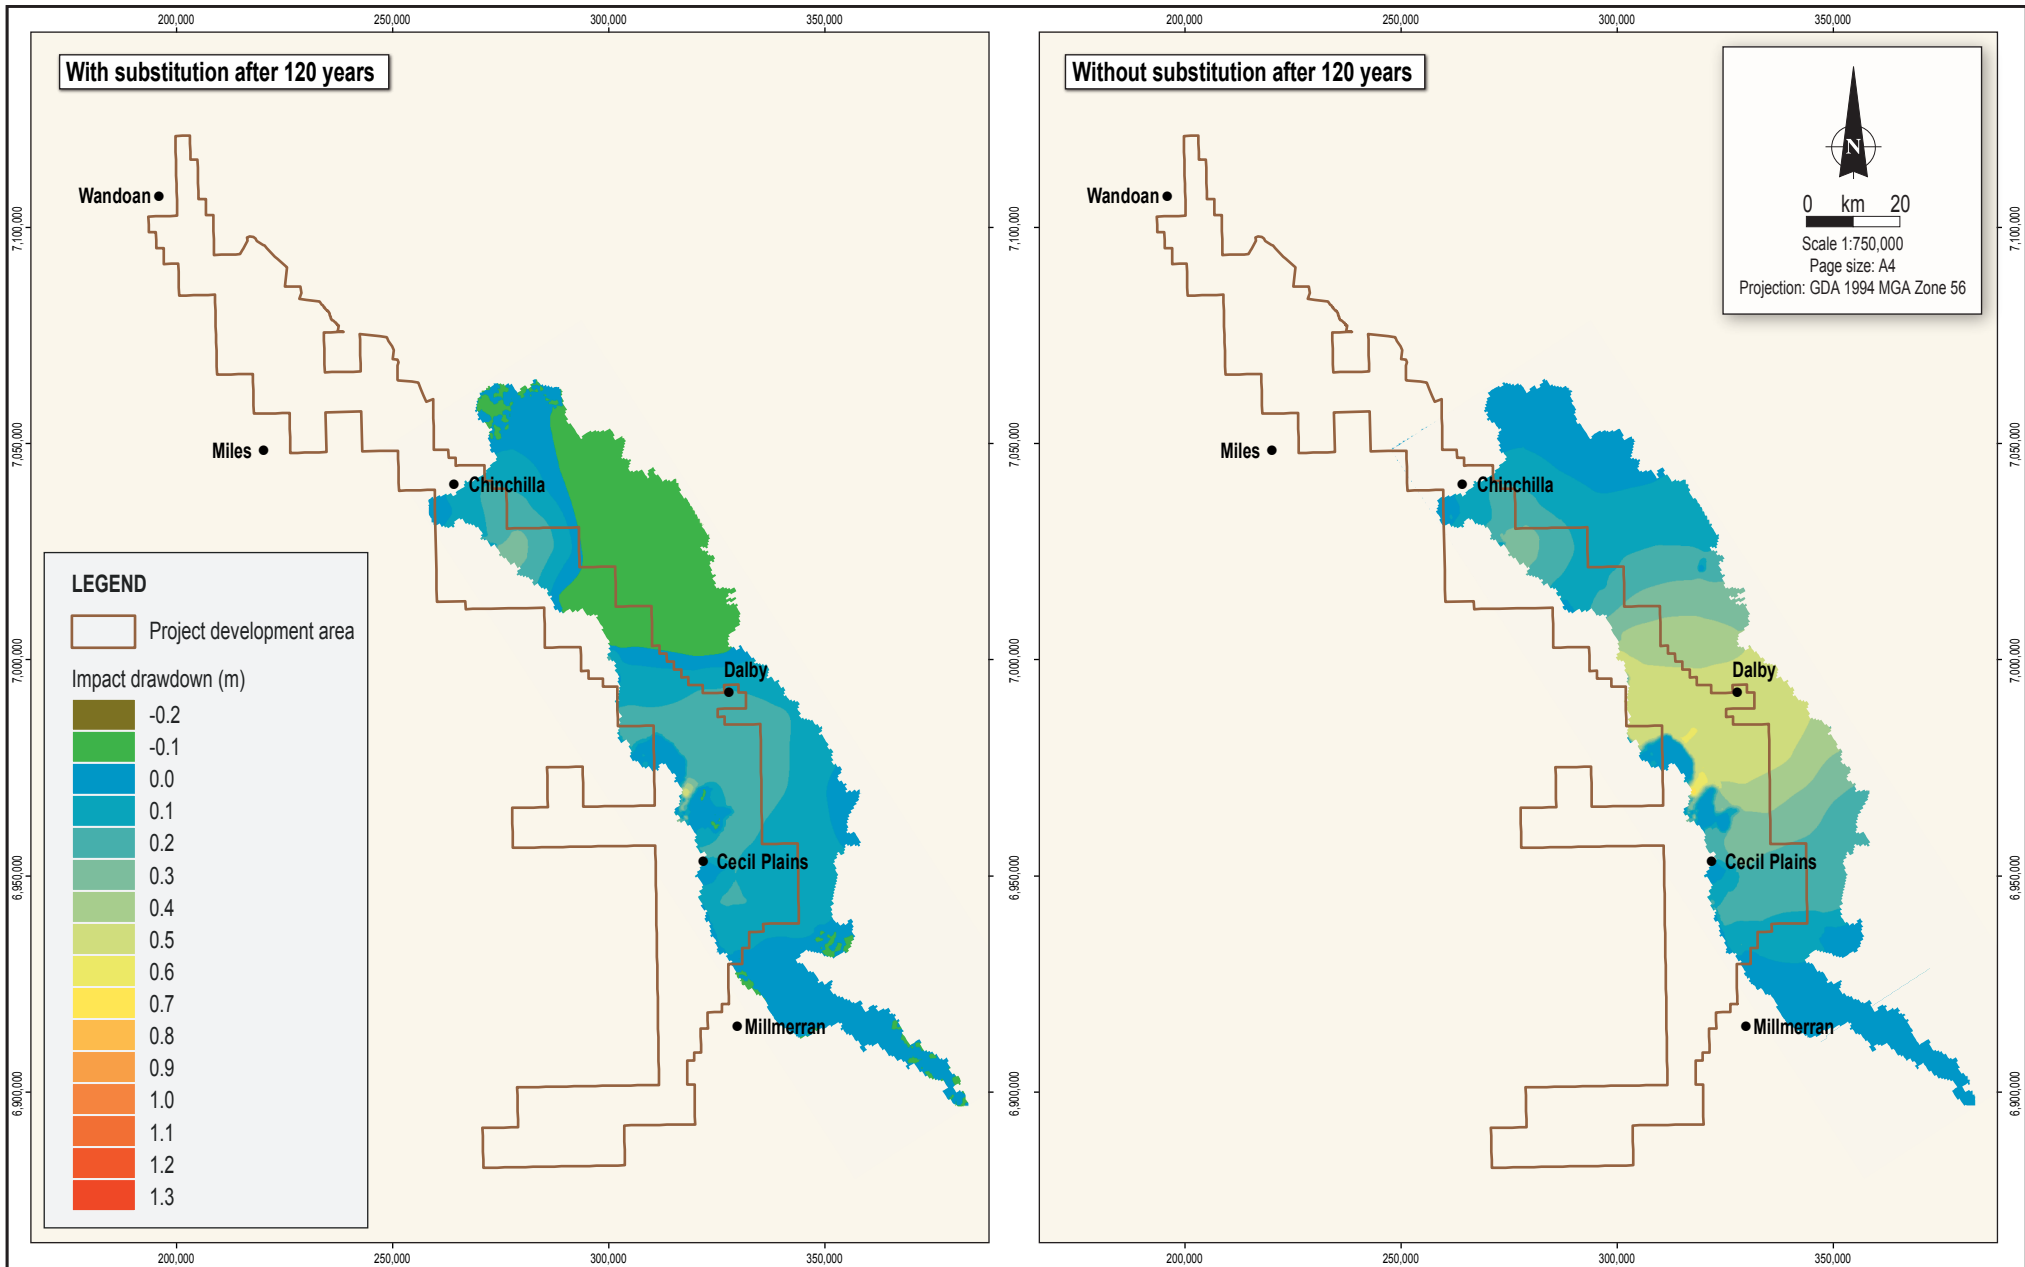 200,000
250,000
300,000
350,000
200,000
250,000
300,000
350,000
With substitution after 120 years
Without substitution after 120 years
N
0 km 20
Scale 1:750,000
Page size: A4
Projection: GDA 1994 MGA Zone 56
7,100,000
7,050,000
7,000,000
6,950,000
6,900,000
Wandoan
Miles
Chinchilla
Dalby
Cecil Plains
Millmerran
LEGEND
Project development area
Impact drawdown (m)
-0.2
-0.1
0.0
0.1
0.2
0.3
0.4
0.5
0.6
0.7
0.8
0.9
1.0
1.1
1.2
1.3
7,100,000
7,050,000
7,000,000
6,950,000
6,900,000
Wandoan
Miles
Chinchilla
Dalby
Cecil Plains
Millmerran
7,100,000
7,050,000
7,000,000
6,950,000
6,900,000
200,000
250,000
300,000
350,000
200,000
250,000
300,000
350,000